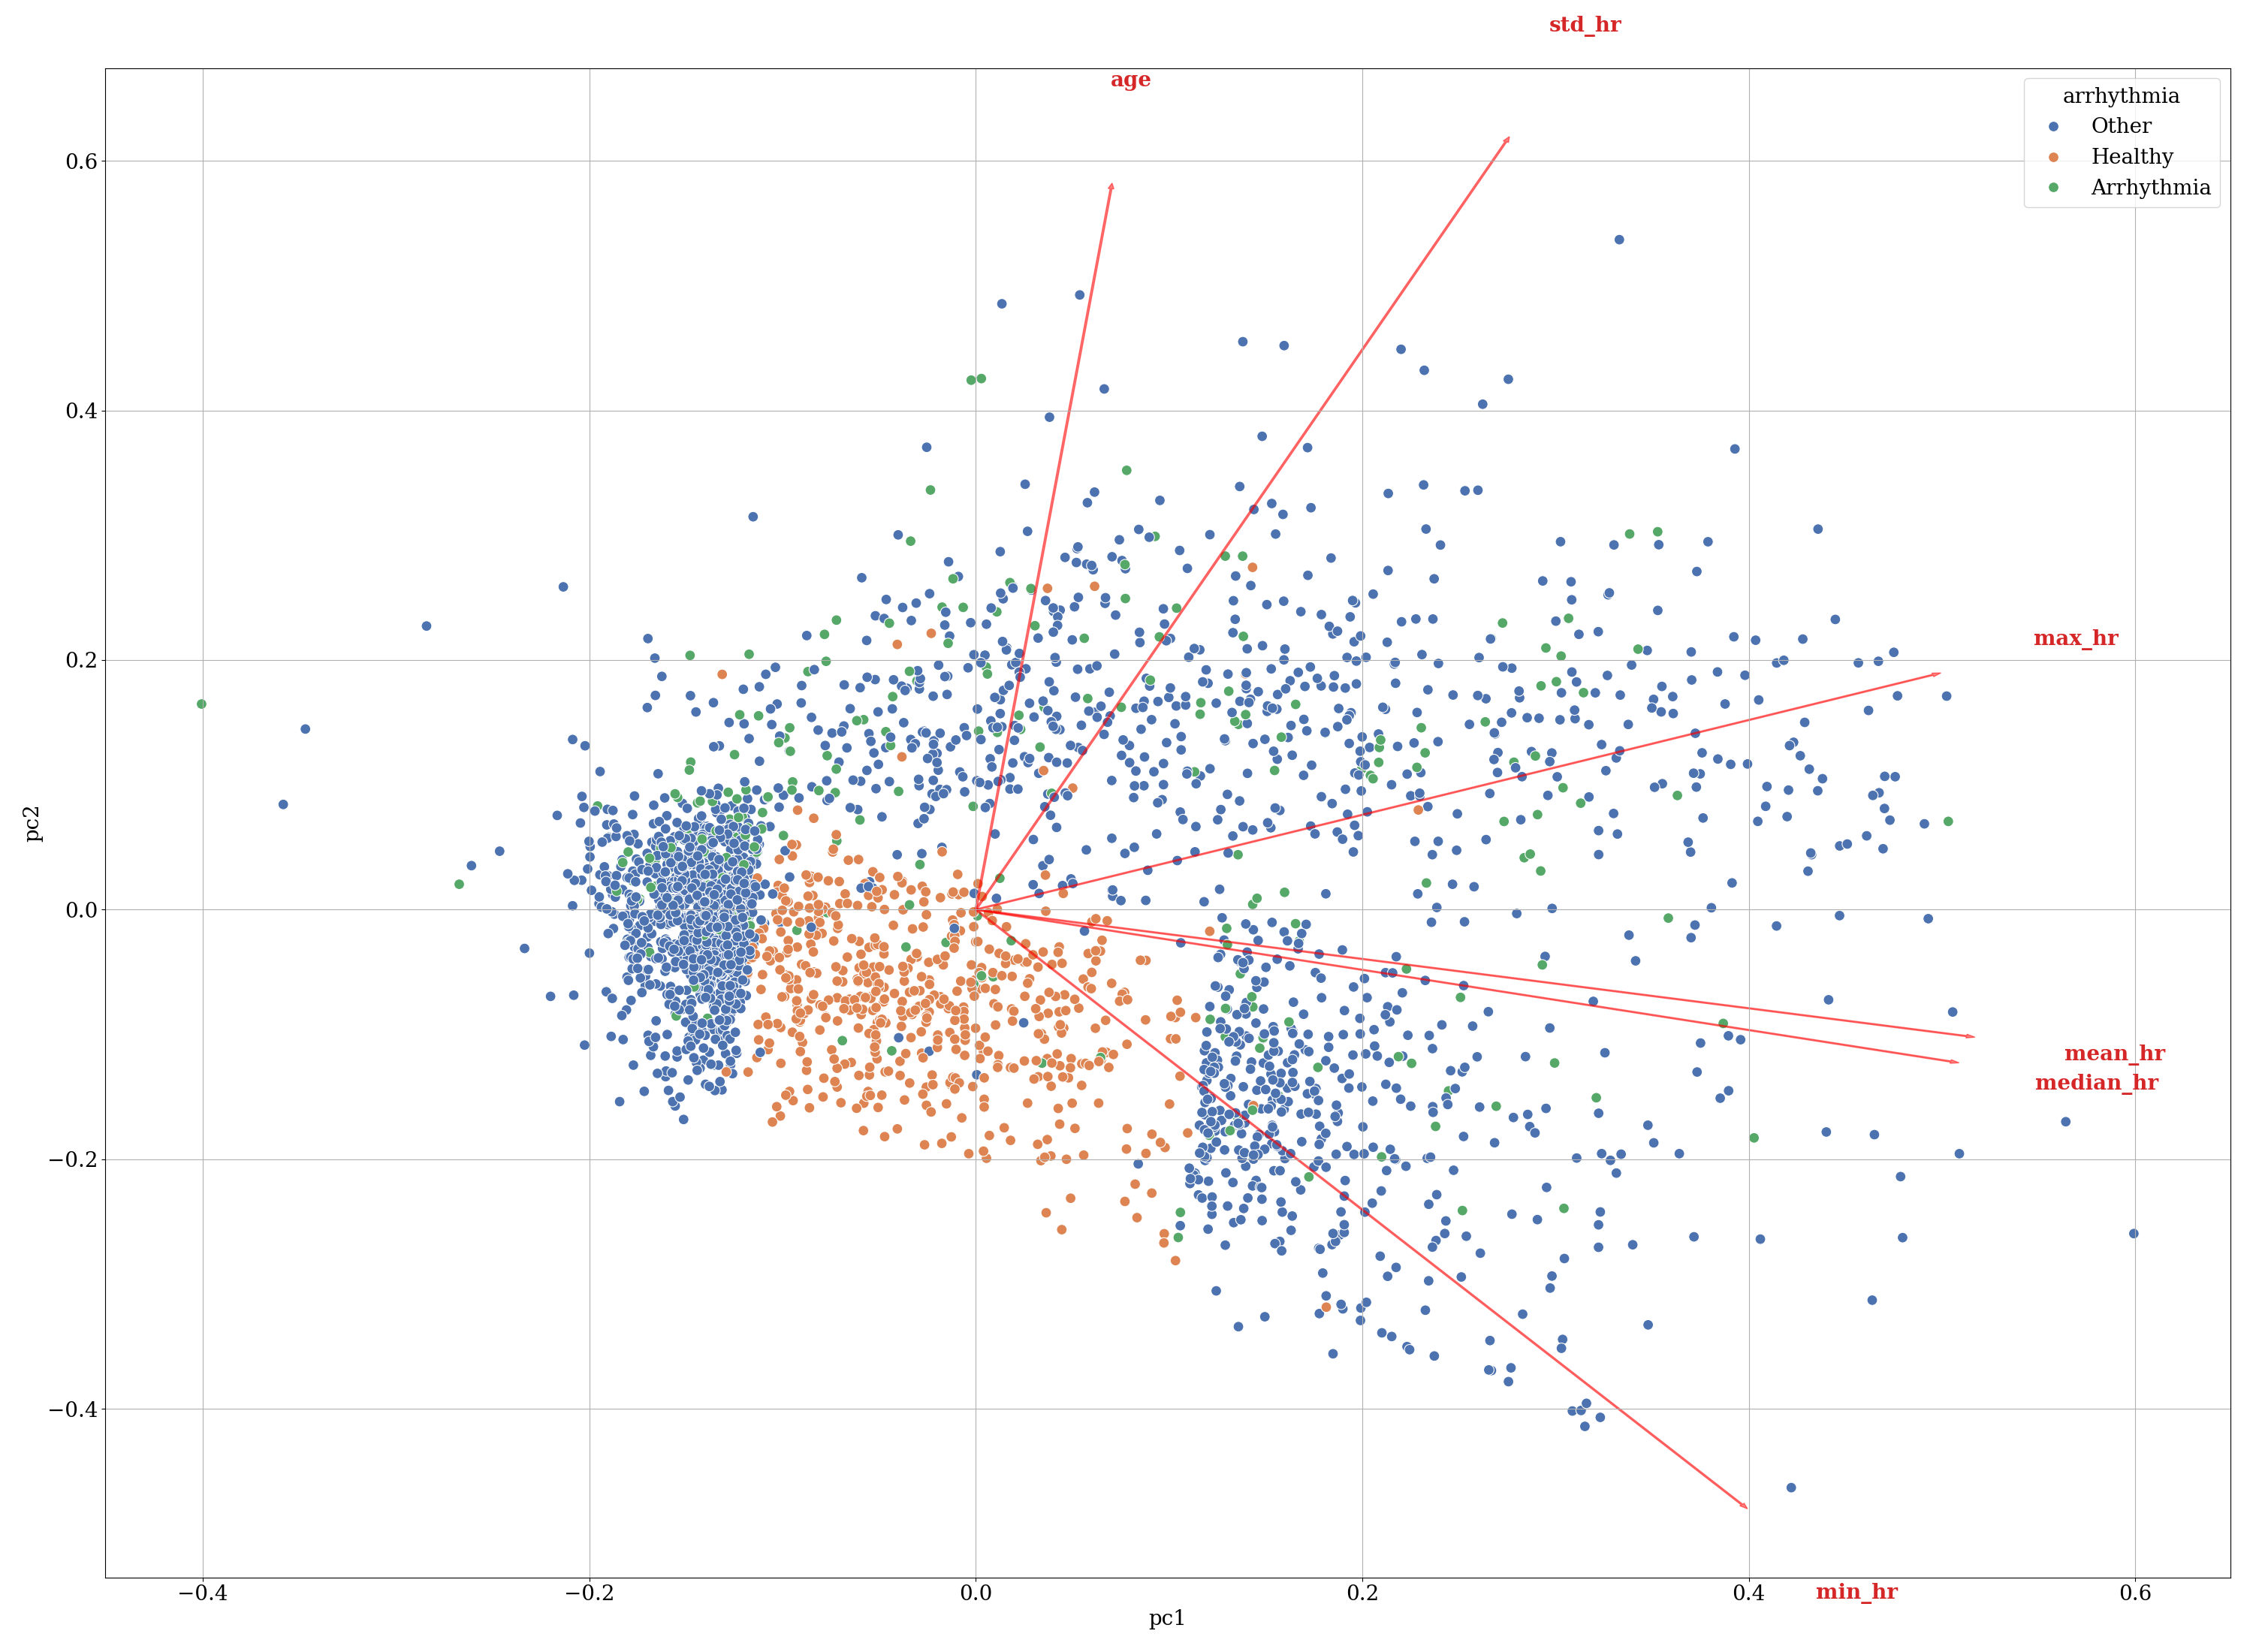 std_hr
age
arrhythmia
Other
Healthy
Arrhythmia
max_hr
mean_hr
median_hr
min_hr
0.6
0.4
0.2
0.0
−0.2
−0.4
pc2
−0.4
−0.2
0.0
0.2
0.4
0.6
pc1